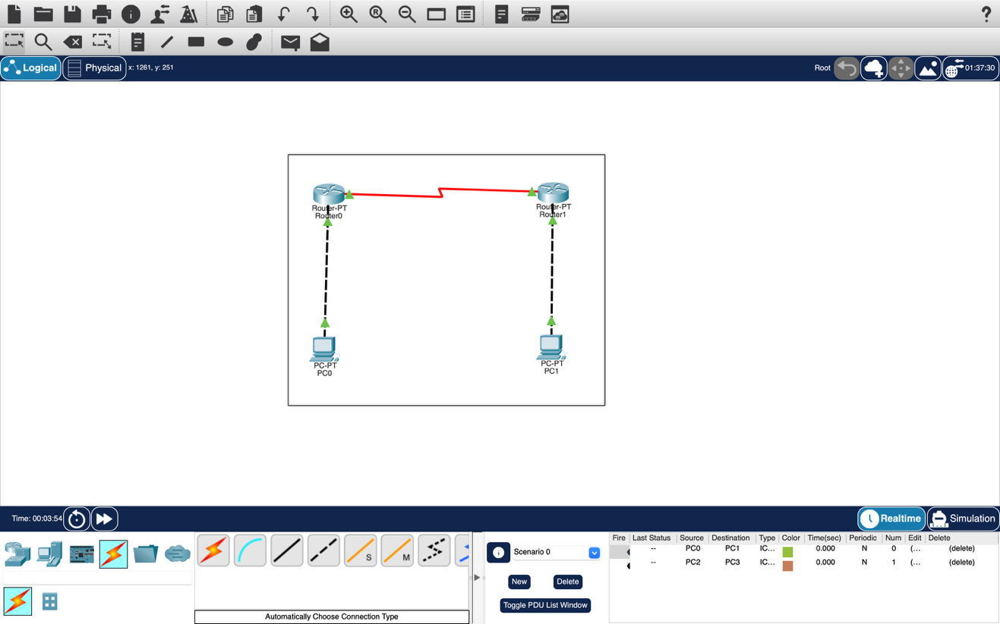 Logical
Physical
x: 1261, y: 251
Root
01:37:30
Router-PT
Router0
Router-PT
Router1
PC-PT
PC0
PC-PT
PC1
Time: 00:03:54
Realtime
Simulation
S
M
Automatically Choose Connection Type
Scenario 0
New
Delete
Toggle PDU List Window
Fire Last Status Source Destination Type Color Time(sec) Periodic Num Edit Delete
-- PC0 PC1 IC... 0.000 N 0 (... (delete)
-- PC2 PC3 IC... 0.000 N 1 (... (delete)